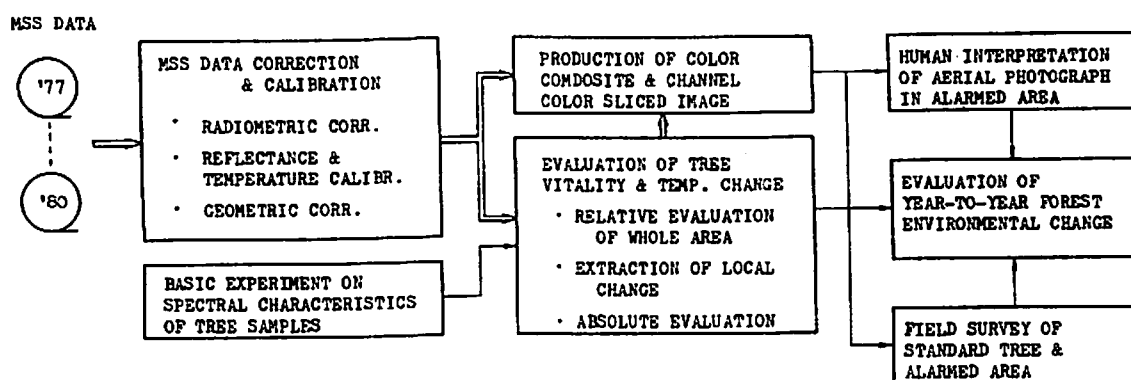 MSS DATA
'77
'80
MSS DATA CORRECTION
& CALIBRATION
· RADIOMETRIC CORR.
· REFLECTANCE &
TEMPERATURE CALIBR.
· GEOMETRIC CORR.
BASIC EXPERIMENT ON
SPECTRAL CHARACTERISTICS
OF TREE SAMPLES
PRODUCTION OF COLOR
COMDOSITE & CHANNEL
COLOR SLICED IMAGE
EVALUATION OF TREE
VITALITY & TEMP. CHANGE
· RELATIVE EVALUATION
OF WHOLE AREA
· EXTRACTION OF LOCAL
CHANGE
· ABSOLUTE EVALUATION
HUMAN INTERPRETATION
OF AERIAL PHOTOGRAPH
IN ALARMED AREA
EVALUATION OF
YEAR-TO-YEAR FOREST
ENVIRONMENTAL CHANGE
FIELD SURVEY OF
STANDARD TREE &
ALARMED AREA